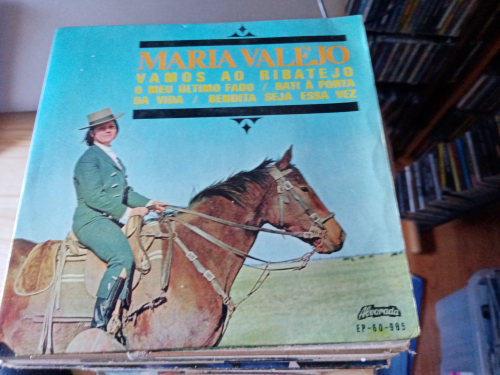 MARIA VALEJO
VAMOS AO RIBATEJO
O MEU ÚLTIMO FADO / BATI À PORTA
DA VIDA / BENDITA SEJA ESSA VEZ
Alvorada
EP-60-985